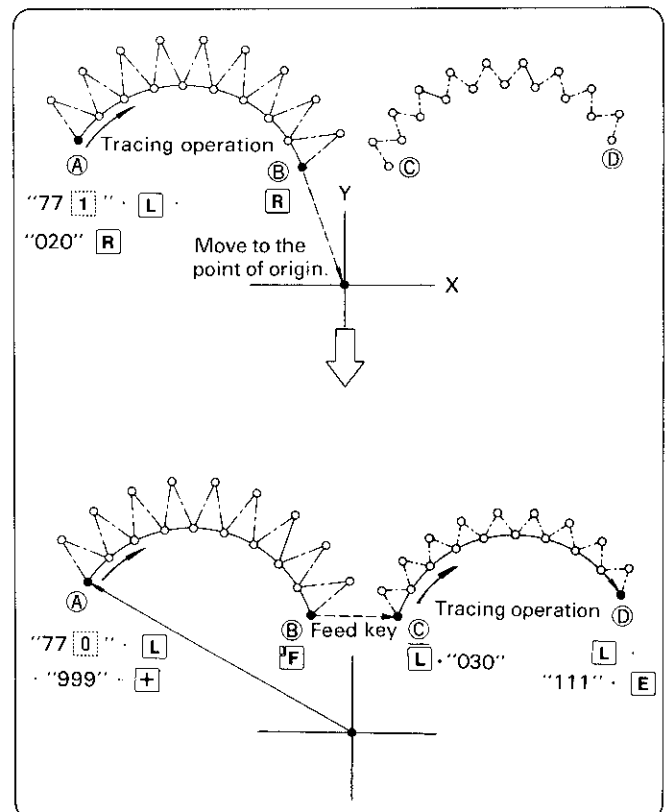 Tracing operation
Ⓐ
Ⓑ
Ⓒ
Ⓓ
"77 1 " · L ·
R
"020" R
Y
Move to the
point of origin.
X
Ⓐ
Ⓑ
Feed key
Ⓒ
Tracing operation
Ⓓ
"77 0 " · L
F
L · "030"
L ·
· "999" · +
"111" · E